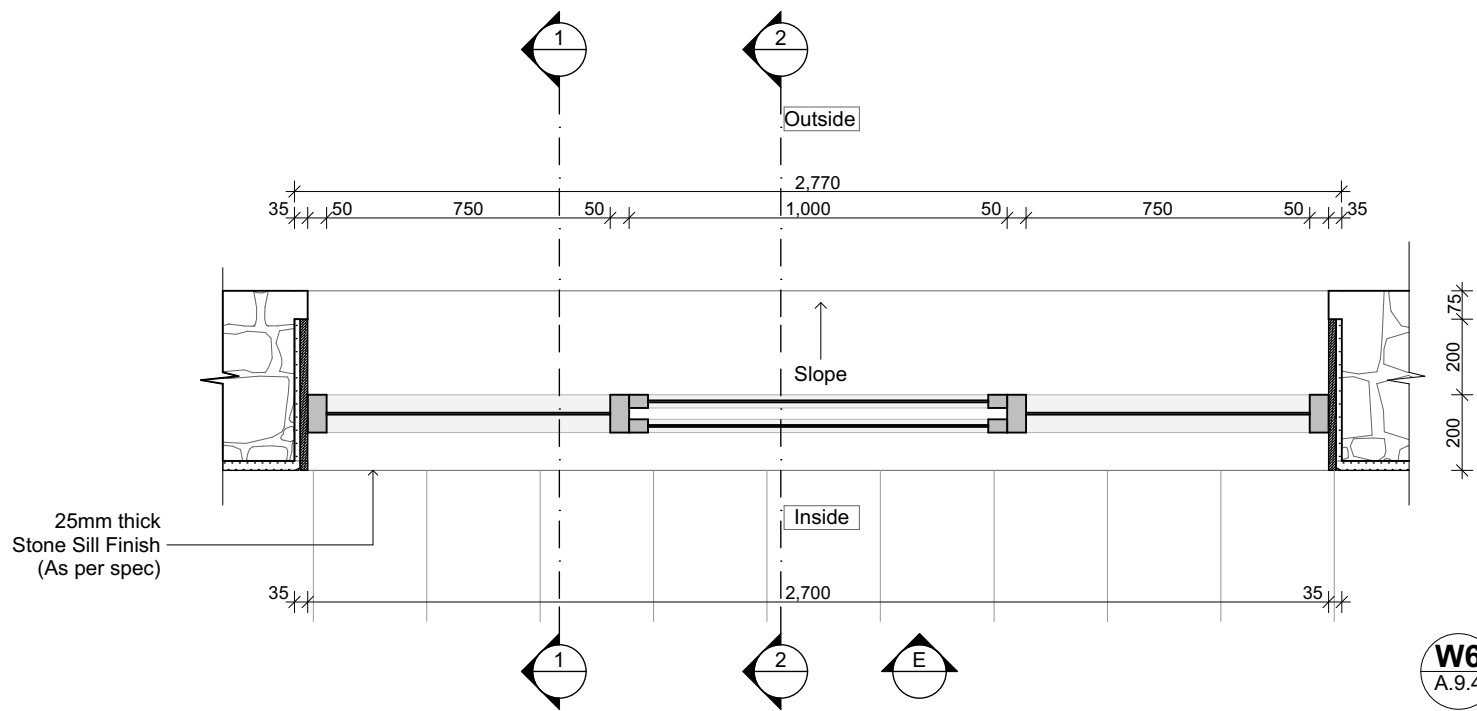 1
2
Outside
2,770
35 50 750 50 1,000 50 750 50 35
75
200
200
Slope
25mm thick
Stone Sill Finish
(As per spec)
Inside
35 2,700 35
1
2
E
W6
A.9.4